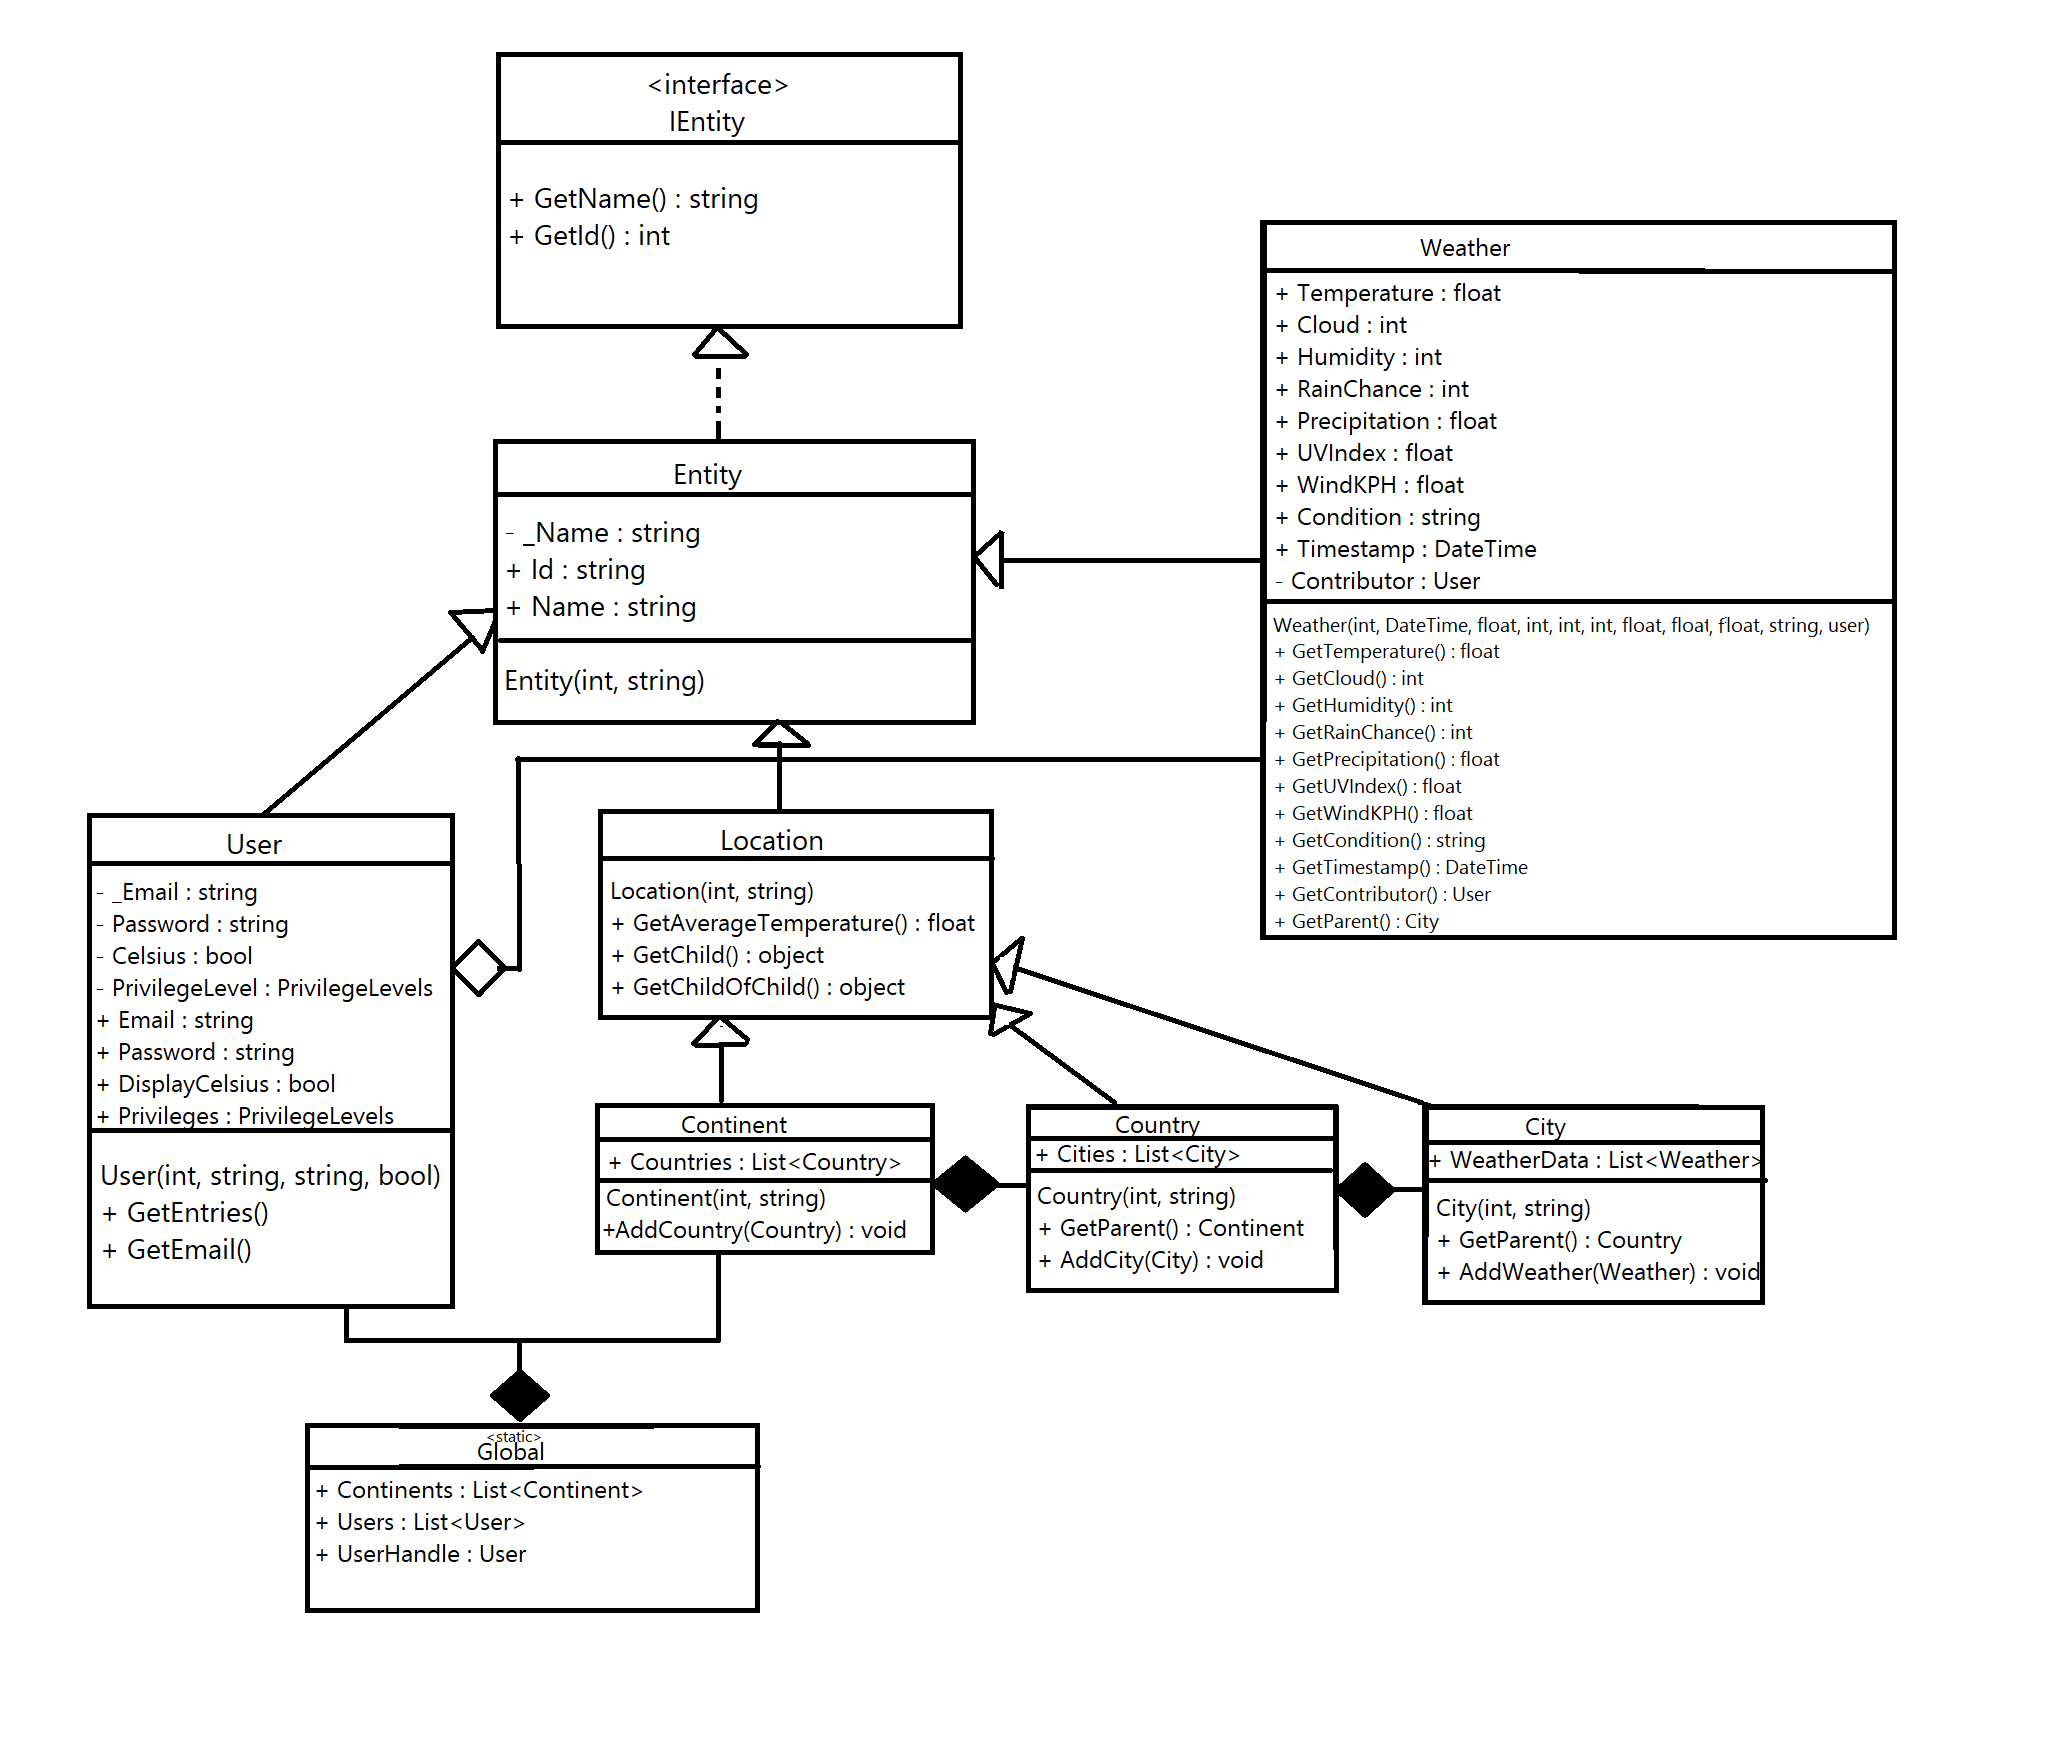 <interface>
IEntity
+ GetName() : string
+ GetId() : int
Weather
+ Temperature : float
+ Cloud : int
+ Humidity : int
+ RainChance : int
+ Precipitation : float
+ UVIndex : float
+ WindKPH : float
+ Condition : string
+ Timestamp : DateTime
- Contributor : User
Weather(int, DateTime, float, int, int, int, float, float, float, string, user)
+ GetTemperature() : float
+ GetCloud() : int
+ GetHumidity() : int
+ GetRainChance() : int
+ GetPrecipitation() : float
+ GetUVIndex() : float
+ GetWindKPH() : float
+ GetCondition() : string
+ GetTimestamp() : DateTime
+ GetContributor() : User
+ GetParent() : City
Entity
- _Name : string
+ Id : string
+ Name : string
Entity(int, string)
User
- _Email : string
- Password : string
- Celsius : bool
- PrivilegeLevel : PrivilegeLevels
+ Email : string
+ Password : string
+ DisplayCelsius : bool
+ Privileges : PrivilegeLevels
User(int, string, string, bool)
+ GetEntries()
+ GetEmail()
Location
Location(int, string)
+ GetAverageTemperature() : float
+ GetChild() : object
+ GetChildOfChild() : object
Continent
+ Countries : List<Country>
Continent(int, string)
+AddCountry(Country) : void
Country
+ Cities : List<City>
Country(int, string)
+ GetParent() : Continent
+ AddCity(City) : void
City
+ WeatherData : List<Weather>
City(int, string)
+ GetParent() : Country
+ AddWeather(Weather) : void
<static>
Global
+ Continents : List<Continent>
+ Users : List<User>
+ UserHandle : User